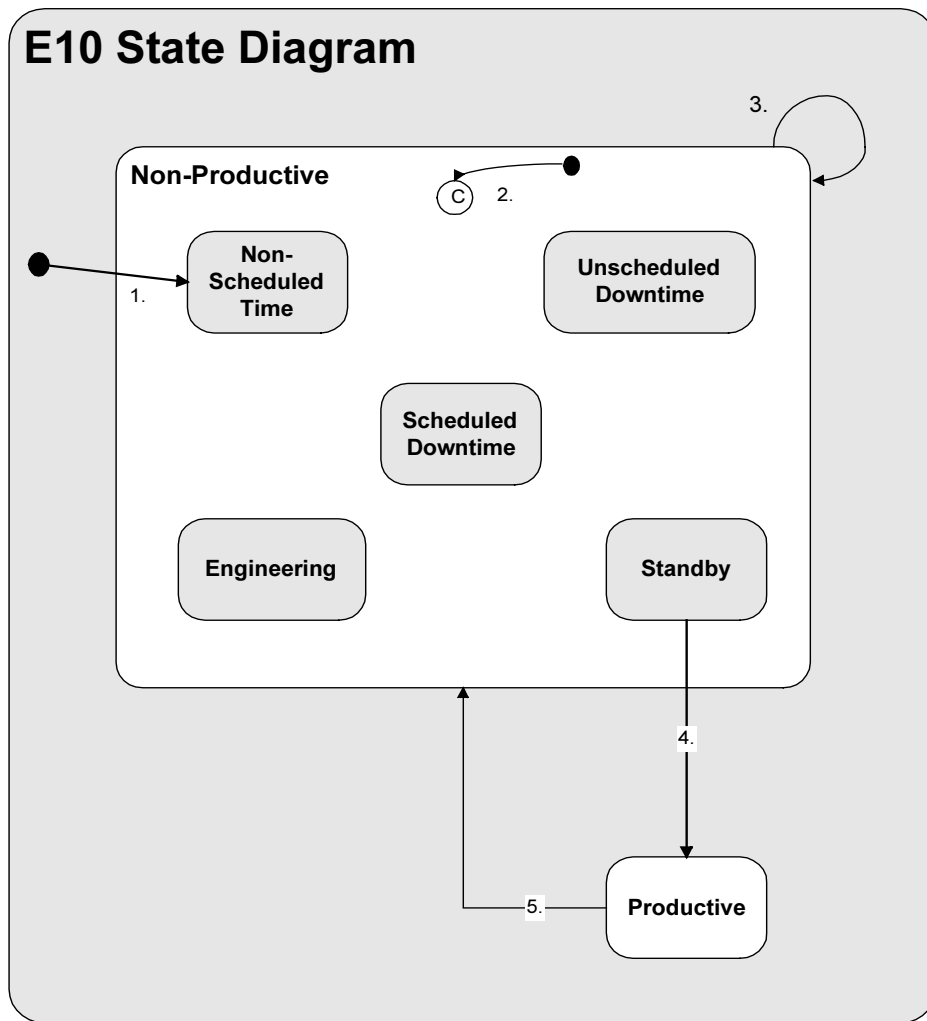 E10 State Diagram
3.
Non-Productive
C
2.
Non-
Scheduled
Time
Unscheduled
Downtime
1.
Scheduled
Downtime
Engineering
Standby
4.
5.
Productive